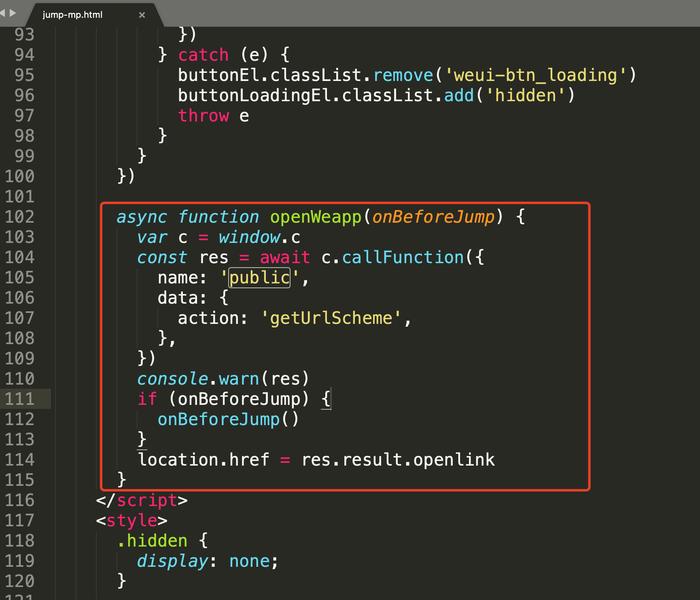 jump-mp.html ×
93 })
94 } catch (e) {
95 buttonEl.classList.remove('weui-btn_loading')
96 buttonLoadingEl.classList.add('hidden')
97 throw e
98 }
99 }
100 })
101
102 async function openWeapp(onBeforeJump) {
103 var c = window.c
104 const res = await c.callFunction({
105 name: 'public',
106 data: {
107 action: 'getUrlScheme',
108 },
109 })
110 console.warn(res)
111 if (onBeforeJump) {
112 onBeforeJump()
113 }
114 location.href = res.result.openlink
115 }
116 </script>
117 <style>
118 .hidden {
119 display: none;
120 }
121